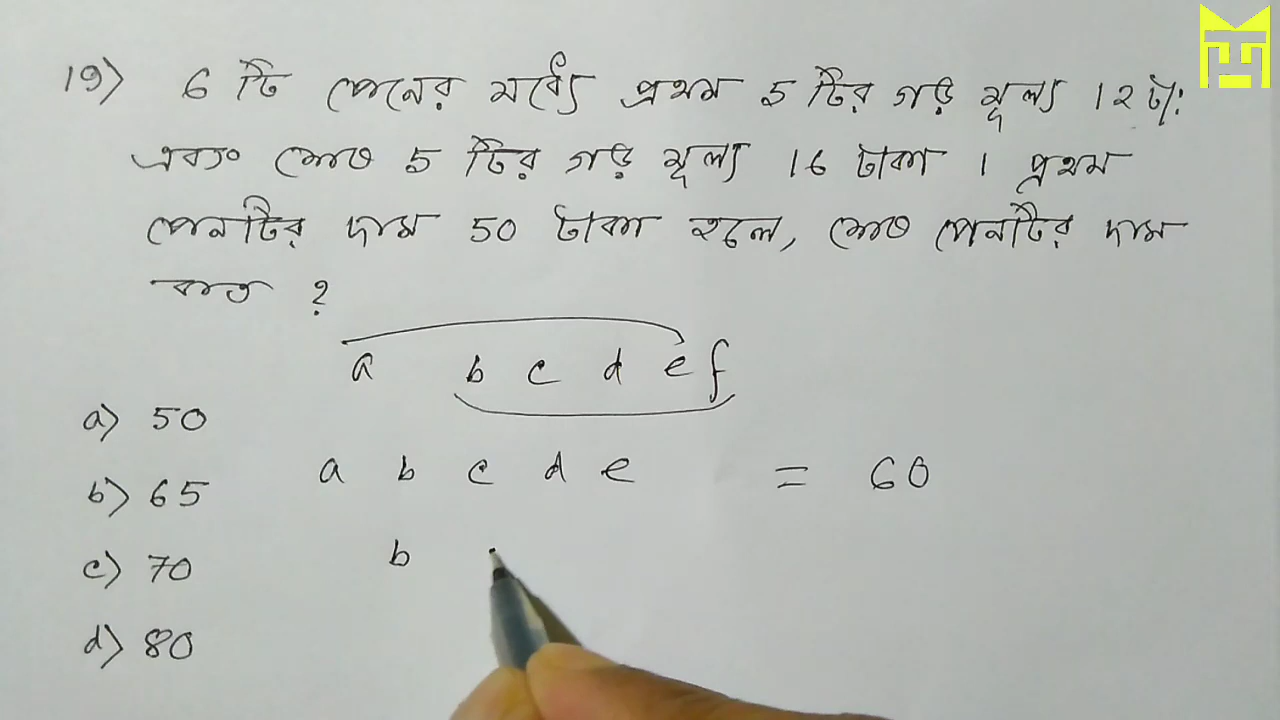 19) 6 টি পেনের মধ্যে প্রথম 5 টির গড় মূল্য 12 টা:
এবং শেষ 5 টির গড় মূল্য 16 টাকা । প্রথম
পেনটির দাম 50 টাকা হলে, শেষ পেনটির দাম
কত ?
a b c d e f
a) 50
a b c d e = 60
b) 65
b
c) 70
d) 80